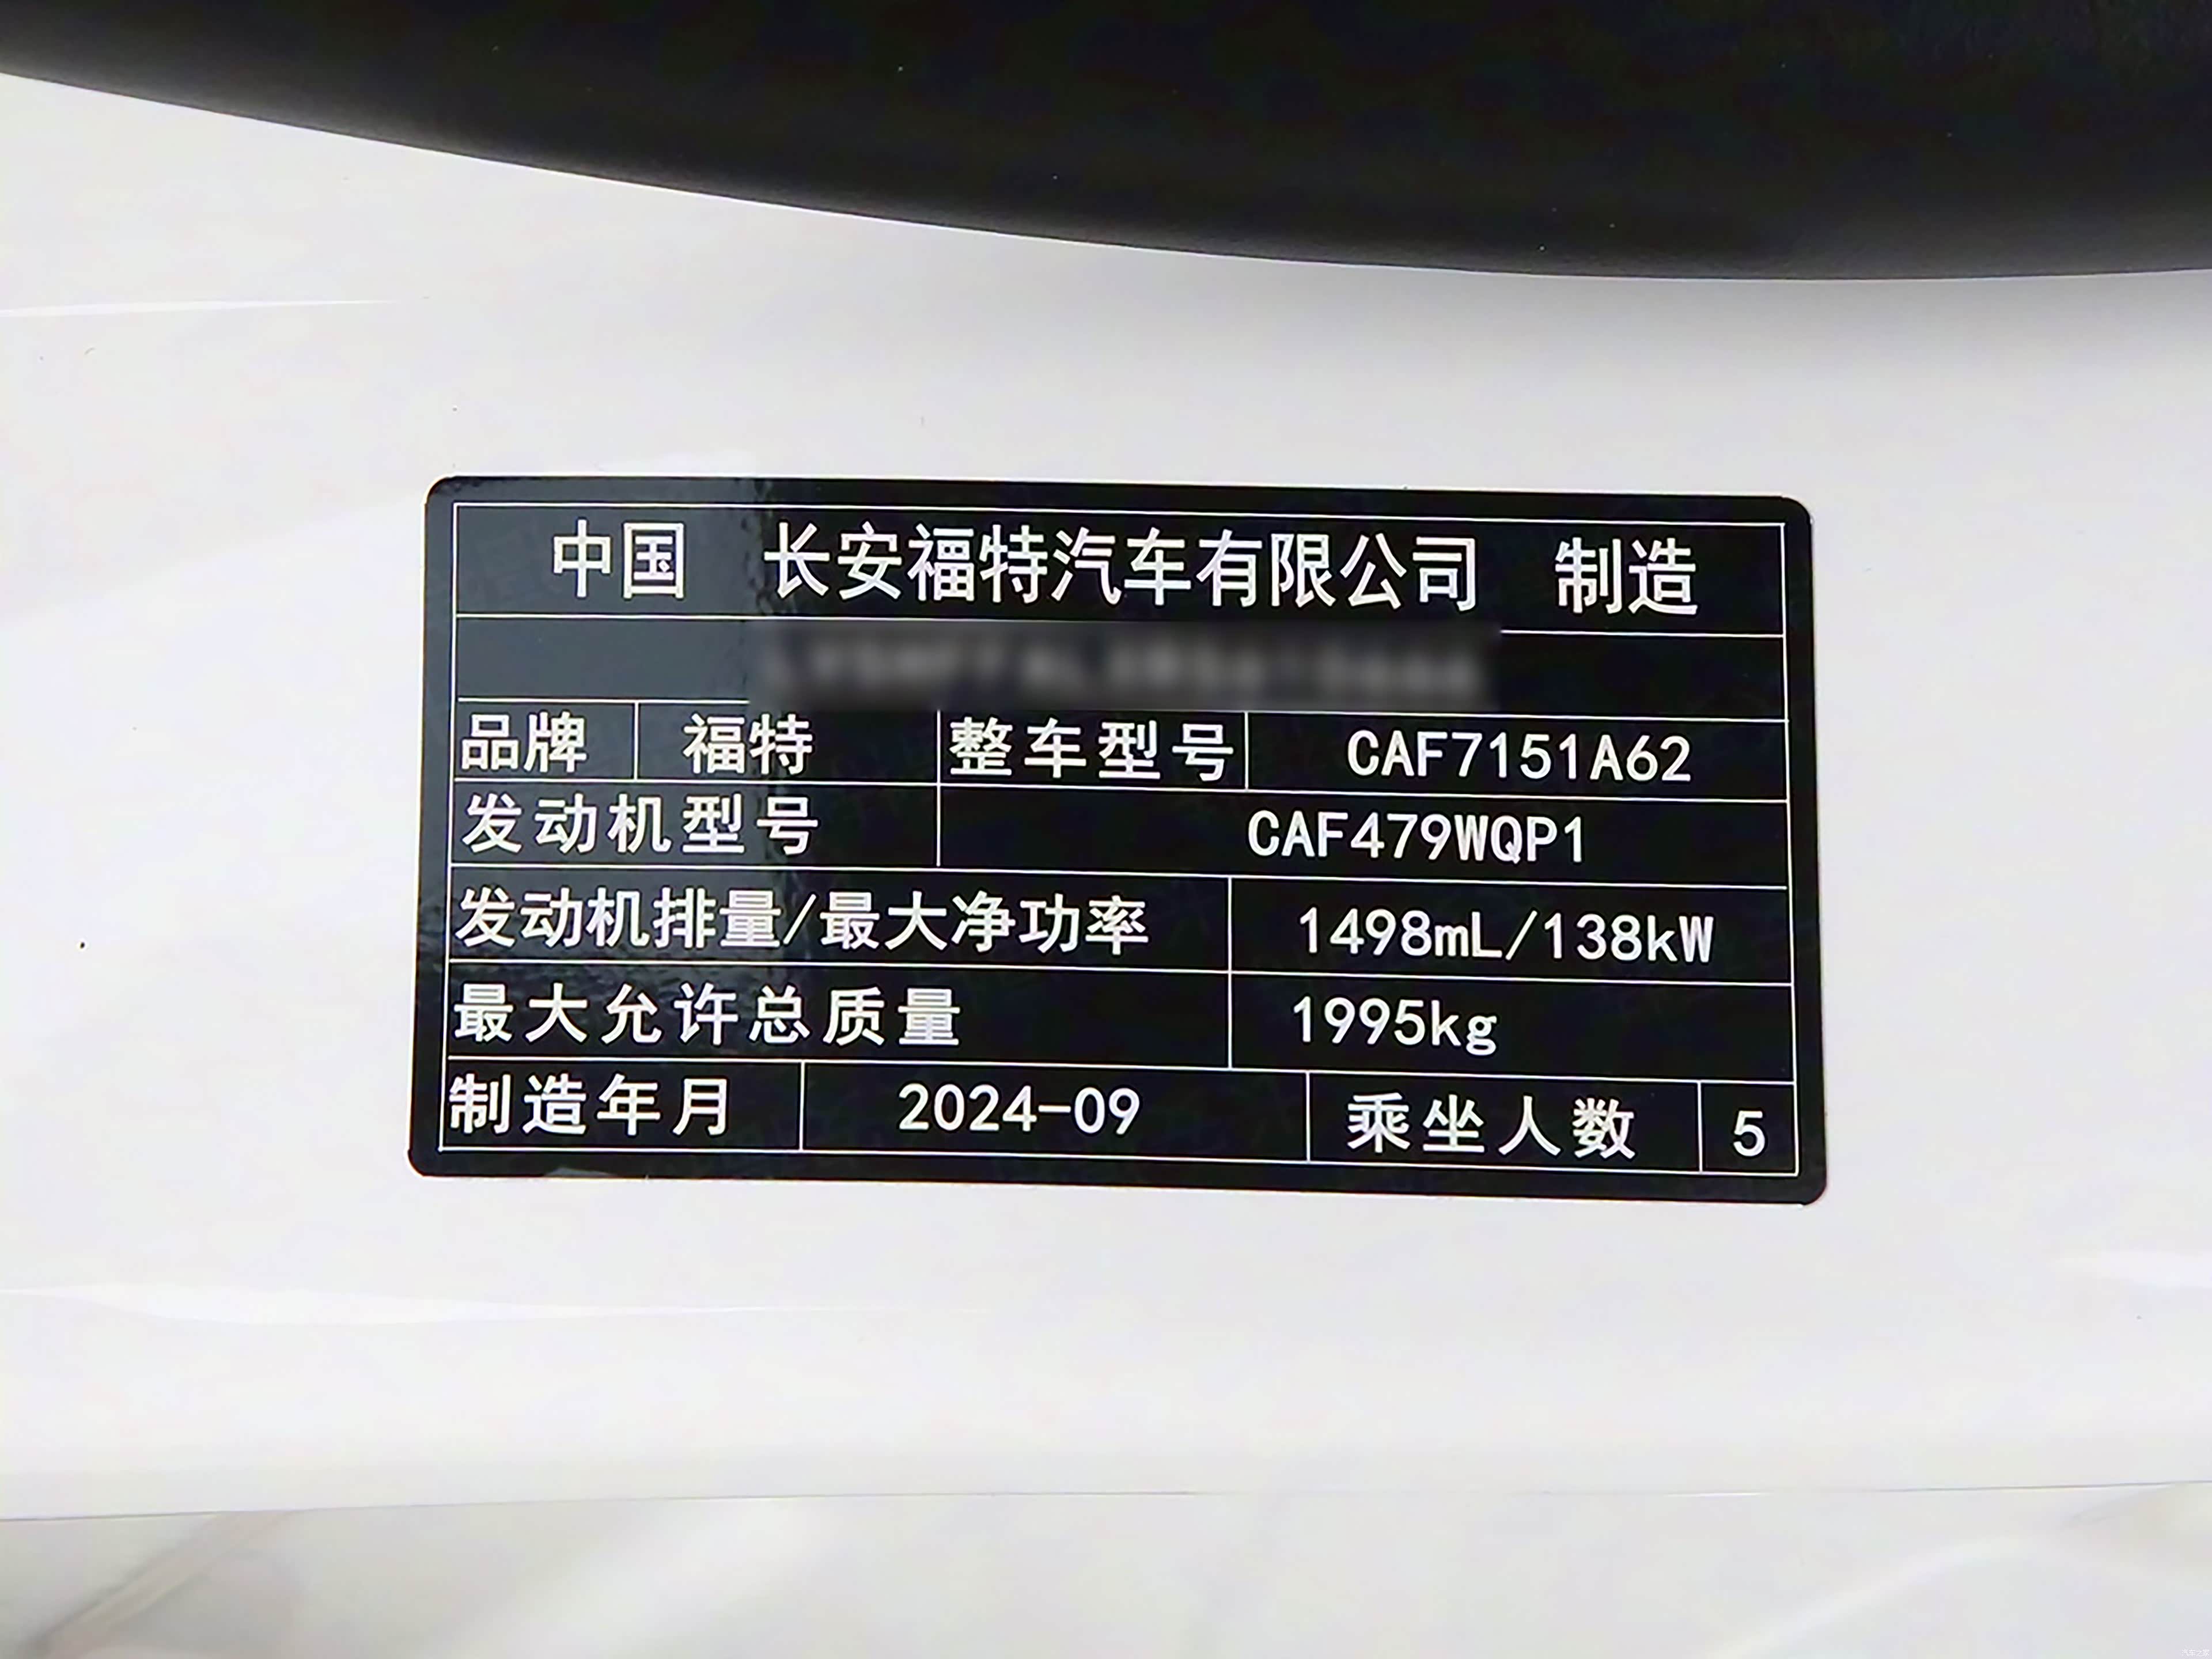 中国 长安福特汽车有限公司 制造
品牌 福特 整车型号 CAF7151A62
发动机型号 CAF479WQP1
发动机排量/最大净功率 1498mL/138kW
最大允许总质量 1995kg
制造年月 2024-09 乘坐人数 5